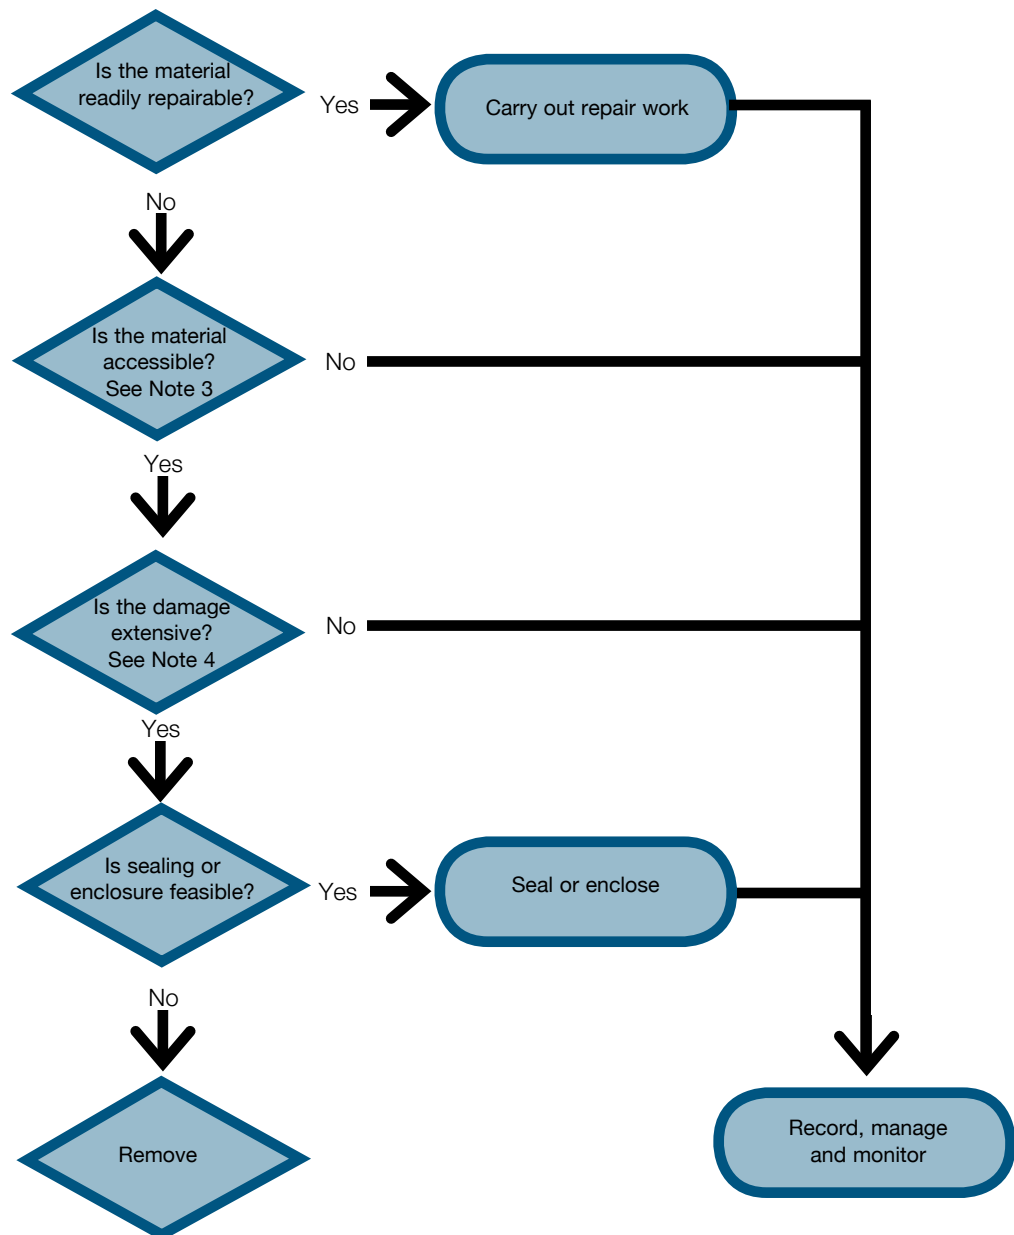 Is the material
readily repairable?
Yes
Carry out repair work
No
Is the material
accessible?
See Note 3
No
Yes
Is the damage
extensive?
See Note 4
No
Yes
Is sealing or
enclosure feasible?
Yes
Seal or enclose
No
Remove
Record, manage
and monitor